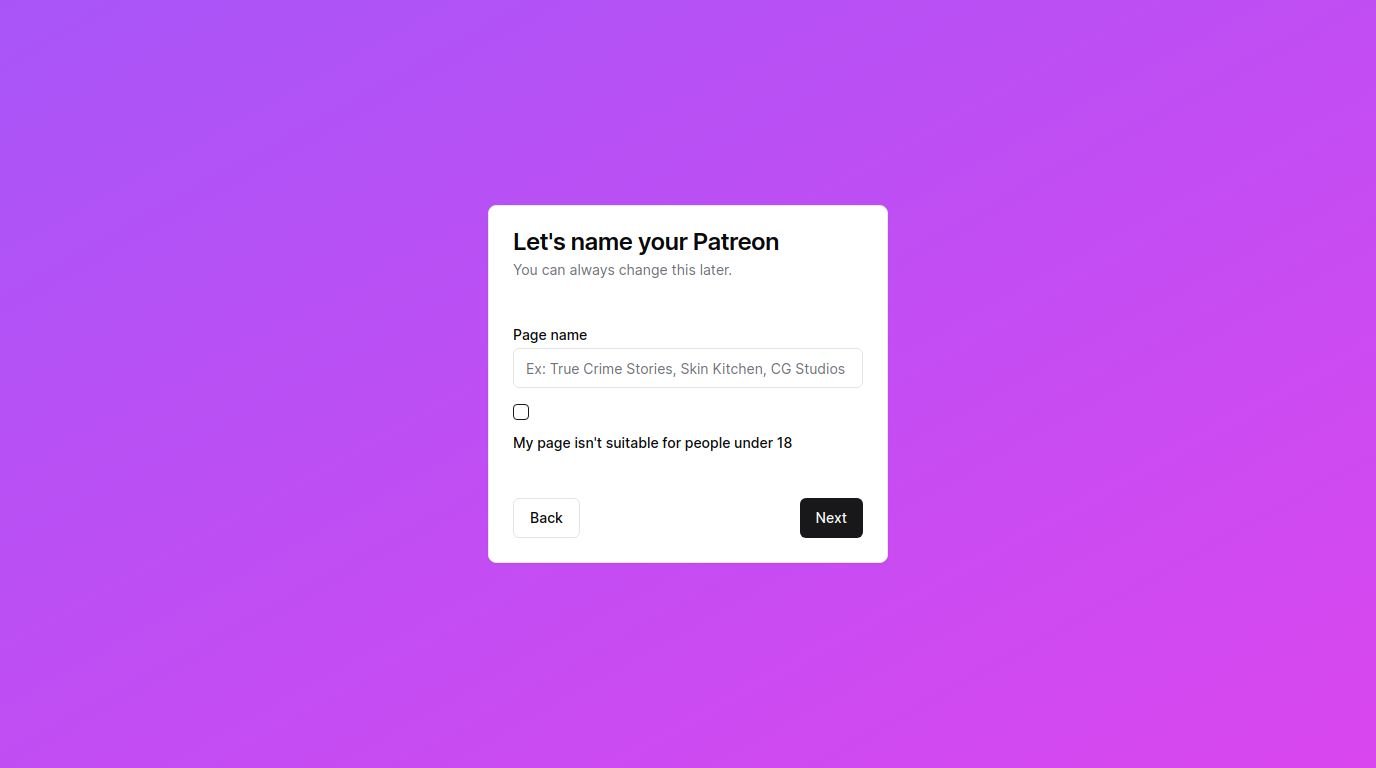 Let's name your Patreon
You can always change this later.
Page name
Ex: True Crime Stories, Skin Kitchen, CG Studios
My page isn't suitable for people under 18
Back
Next